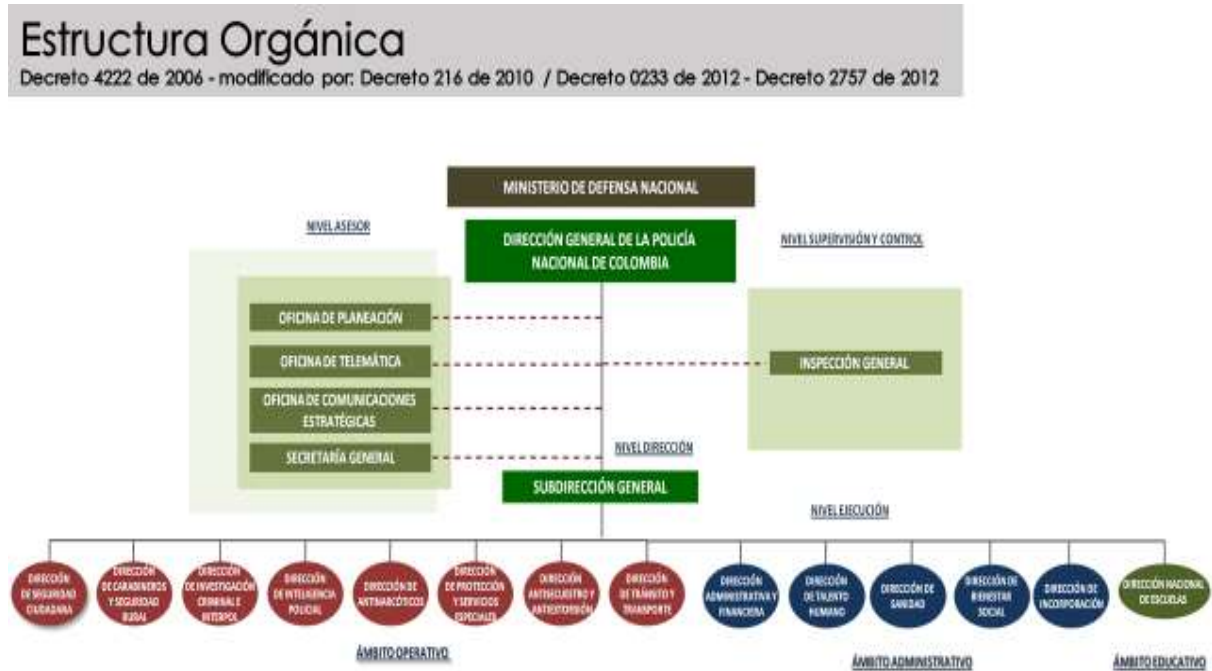 Estructura Orgánica
Decreto 4222 de 2006 - modificado por: Decreto 216 de 2010 / Decreto 0233 de 2012 - Decreto 2757 de 2012
MINISTERIO DE DEFENSA NACIONAL
NIVEL ASESOR
DIRECCIÓN GENERAL DE LA POLICÍA
NACIONAL DE COLOMBIA
NIVEL SUPERVISIÓN Y CONTROL
OFICINA DE PLANEACIÓN
OFICINA DE TELEMÁTICA
INSPECCIÓN GENERAL
OFICINA DE COMUNICACIONES
ESTRATÉGICAS
SECRETARÍA GENERAL
NIVEL DIRECCIÓN
SUBDIRECCIÓN GENERAL
NIVEL EJECUCIÓN
DIRECCIÓN
DE SEGURIDAD
CIUDADANA
DIRECCIÓN
DE CARABINEROS
Y SEGURIDAD
RURAL
DIRECCIÓN
DE INVESTIGACIÓN
CRIMINAL E
INTERPOL
DIRECCIÓN
DE INTELIGENCIA
POLICIAL
DIRECCIÓN DE
ANTINARCÓTICOS
DIRECCIÓN
DE PROTECCIÓN
Y SERVICIOS
ESPECIALES
DIRECCIÓN
ANTISECUESTRO Y
ANTIEXTORSIÓN
DIRECCIÓN
DE TRÁNSITO Y
TRANSPORTE
DIRECCIÓN
ADMINISTRATIVA Y
FINANCIERA
DIRECCIÓN
DE TALENTO
HUMANO
DIRECCIÓN DE
SANIDAD
DIRECCIÓN DE
BIENESTAR
SOCIAL
DIRECCIÓN DE
INCORPORACIÓN
DIRECCIÓN NACIONAL
DE ESCUELAS
ÁMBITO OPERATIVO
ÁMBITO ADMINISTRATIVO
ÁMBITO EDUCATIVO